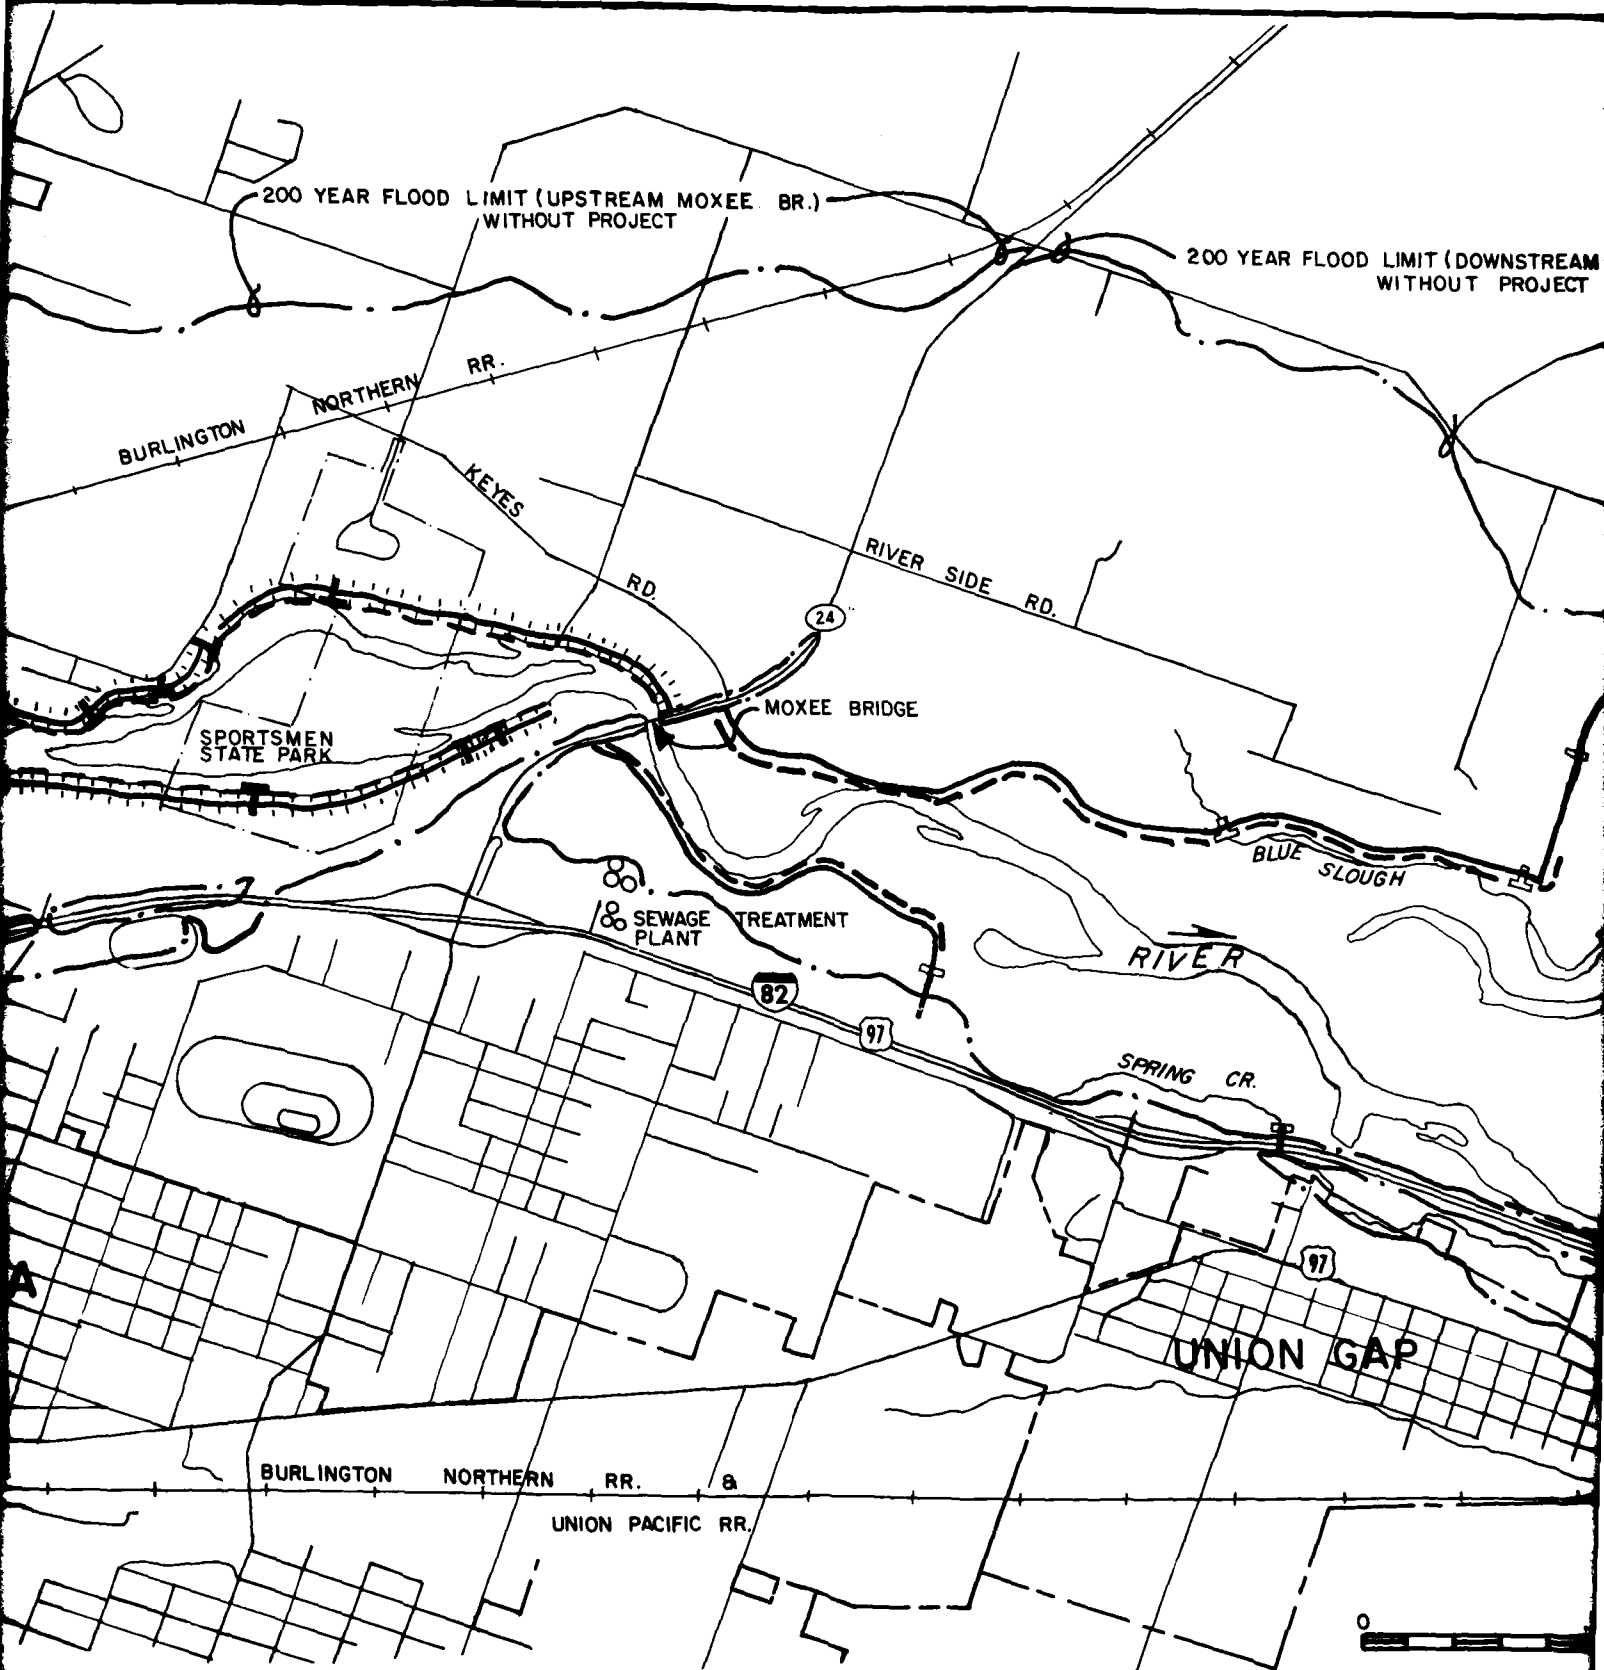 200 YEAR FLOOD LIMIT (UPSTREAM MOXEE BR.)
WITHOUT PROJECT
200 YEAR FLOOD LIMIT (DOWNSTREAM
WITHOUT PROJECT
BURLINGTON NORTHERN RR.
KEYES RD.
RIVER SIDE RD.
24
MOXEE BRIDGE
SPORTSMEN
STATE PARK
BLUE SLOUGH
SEWAGE TREATMENT
PLANT
RIVER
82
97
SPRING CR.
A
97
UNION GAP
BURLINGTON NORTHERN RR. &
UNION PACIFIC RR.
0